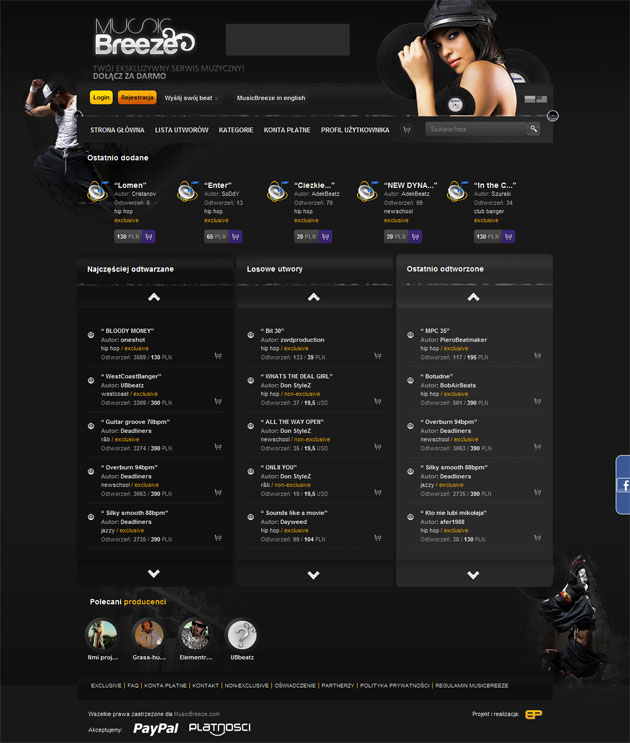 MUSIC
Breeze
TWÓJ EKSKLUZYWNY SERWIS MUZYCZNY!
DOŁĄCZ ZA DARMO
Login Rejestracja Wyślij swój beat MusicBreeze in english
STRONA GŁÓWNA LISTA UTWORÓW KATEGORIE KONTA PŁATNE PROFIL UŻYTKOWNIKA Szukana fraza
Ostatnio dodane
"Lomen" "Enter" "Ciezkie..." "NEW DYNA..." "In the C..."
Autor: Cristanov Autor: SoDdY Autor: AdekBeatz Autor: AdekBeatz Autor: Szuraki
Odtworzeń: 5 Odtworzeń: 13 Odtworzeń: 70 Odtworzeń: 59 Odtworzeń: 34
hip hop hip hop hip hop newschool club banger
exclusive exclusive exclusive exclusive exclusive
130 PLN 65 PLN 39 PLN 39 PLN 130 PLN
Najczęściej odtwarzane
" BLOODY MONEY"
Autor: oneshot
hip hop / exclusive
Odtworzeń: 3589 / 130 PLN
" WestCoastBanger"
Autor: UBbeatz
westcoast / exclusive
Odtworzeń: 3309 / 300 PLN
" Guitar groove 70bpm"
Autor: Deadliners
r&b / exclusive
Odtworzeń: 3274 / 390 PLN
" Overburn 94bpm"
Autor: Deadliners
newschool / exclusive
Odtworzeń: 3063 / 390 PLN
" Silky smooth 88bpm"
Autor: Deadliners
jazzy / exclusive
Odtworzeń: 2735 / 390 PLN
Losowe utwory
" Bit 30"
Autor: zwdproduction
hip hop / exclusive
Odtworzeń: 133 / 39 PLN
" WHATS THE DEAL GIRL"
Autor: Don StyleZ
hip hop / non-exclusive
Odtworzeń: 37 / 19,5 USD
" ALL THE WAY OPEN"
Autor: Don StyleZ
newschool / non-exclusive
Odtworzeń: 35 / 19,5 USD
" ONLII YOU"
Autor: Don StyleZ
r&b / non-exclusive
Odtworzeń: 19 / 19,5 USD
" Sounds like a movie"
Autor: Dayweed
hip hop / exclusive
Odtworzeń: 99 / 104 PLN
Ostatnio odtworzone
" MPC 35"
Autor: PieroBeatmaker
hip hop / exclusive
Odtworzeń: 117 / 195 PLN
" Botudne"
Autor: BobAirBeats
hip hop / exclusive
Odtworzeń: 501 / 390 PLN
" Overburn 94bpm"
Autor: Deadliners
newschool / exclusive
Odtworzeń: 3063 / 390 PLN
" Silky smooth 88bpm"
Autor: Deadliners
jazzy / exclusive
Odtworzeń: 2735 / 390 PLN
" Kto nie lubi mikołaja"
Autor: afer1988
hip hop / exclusive
Odtworzeń: 38 / 130 PLN
f
Polecani producenci
Nmi proj... Grass-hu... Elementr... UBbeatz
EXCLUSIVE | FAQ | KONTA PŁATNE | KONTAKT | NON-EXCLUSIVE | OŚWIADCZENIE | PARTNERZY | POLITYKA PRYWATNOŚCI | REGULAMIN MUSICBREEZE
Wszelkie prawa zastrzeżone dla MusicBreeze.com Projekt i realizacja:
Akceptujemy: PayPal PŁATNOŚCI